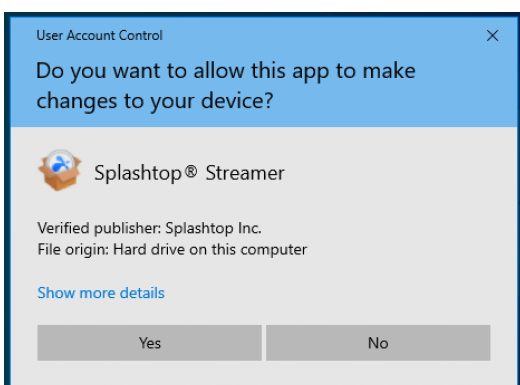 User Account Control
Do you want to allow this app to make
changes to your device?
Splashtop® Streamer
Verified publisher: Splashtop Inc.
File origin: Hard drive on this computer
Show more details
Yes
No